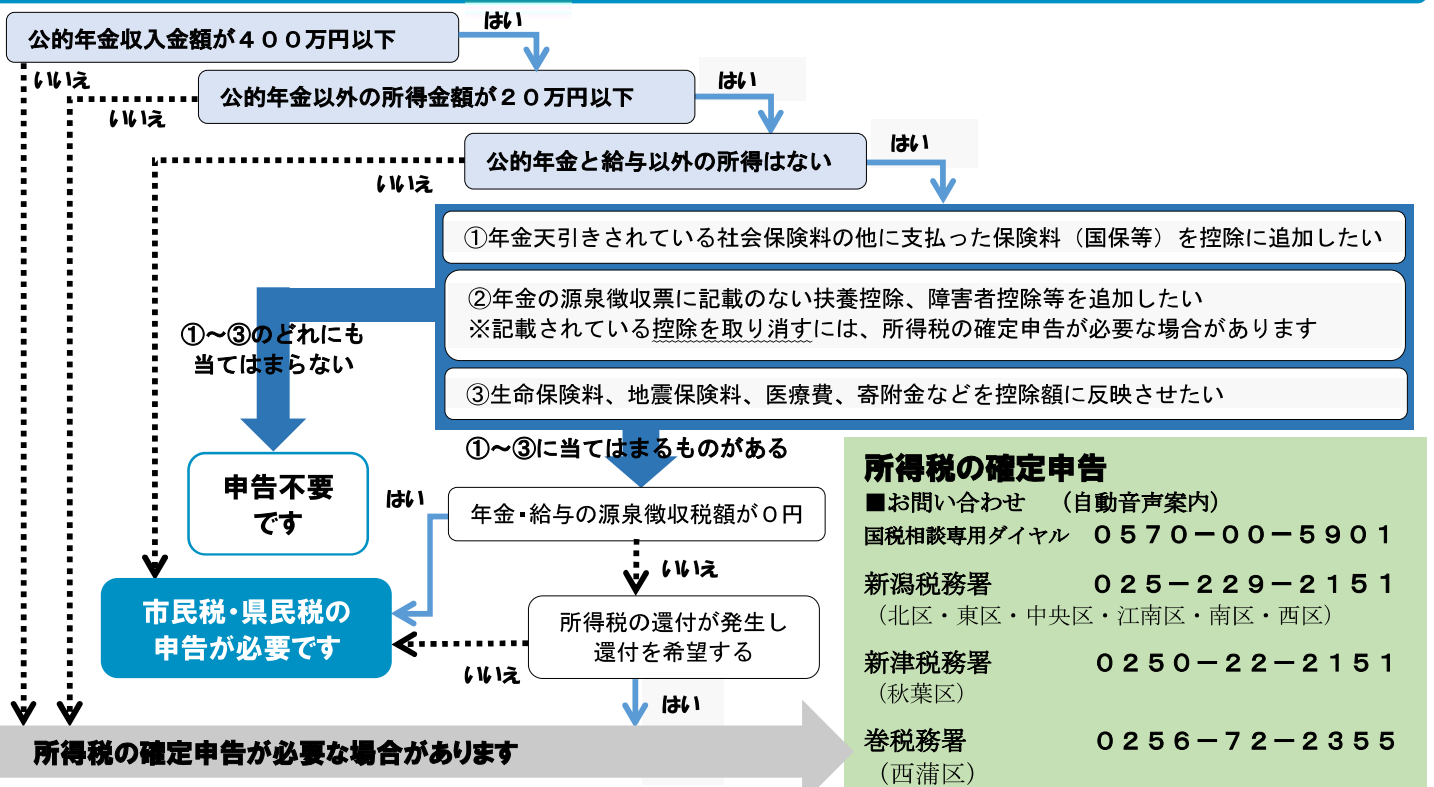 公的年金収入金額が４００万円以下
はい
いいえ
公的年金以外の所得金額が２０万円以下
はい
いいえ
公的年金と給与以外の所得はない
はい
いいえ
①年金天引きされている社会保険料の他に支払った保険料（国保等）を控除に追加したい
②年金の源泉徴収票に記載のない扶養控除、障害者控除等を追加したい
※記載されている控除を取り消すには、所得税の確定申告が必要な場合があります
③生命保険料、地震保険料、医療費、寄附金などを控除額に反映させたい
①～③のどれにも
当てはまらない
①～③に当てはまるものがある
申告不要
です
はい
年金・給与の源泉徴収税額が０円
いいえ
市民税・県民税の
申告が必要です
所得税の還付が発生し
還付を希望する
いいえ
はい
所得税の確定申告が必要な場合があります
所得税の確定申告
■お問い合わせ　（自動音声案内）
国税相談専用ダイヤル　０５７０－００－５９０１
新潟税務署　０２５－２２９－２１５１
（北区・東区・中央区・江南区・南区・西区）
新津税務署　０２５０－２２－２１５１
（秋葉区）
巻税務署　０２５６－７２－２３５５
（西蒲区）